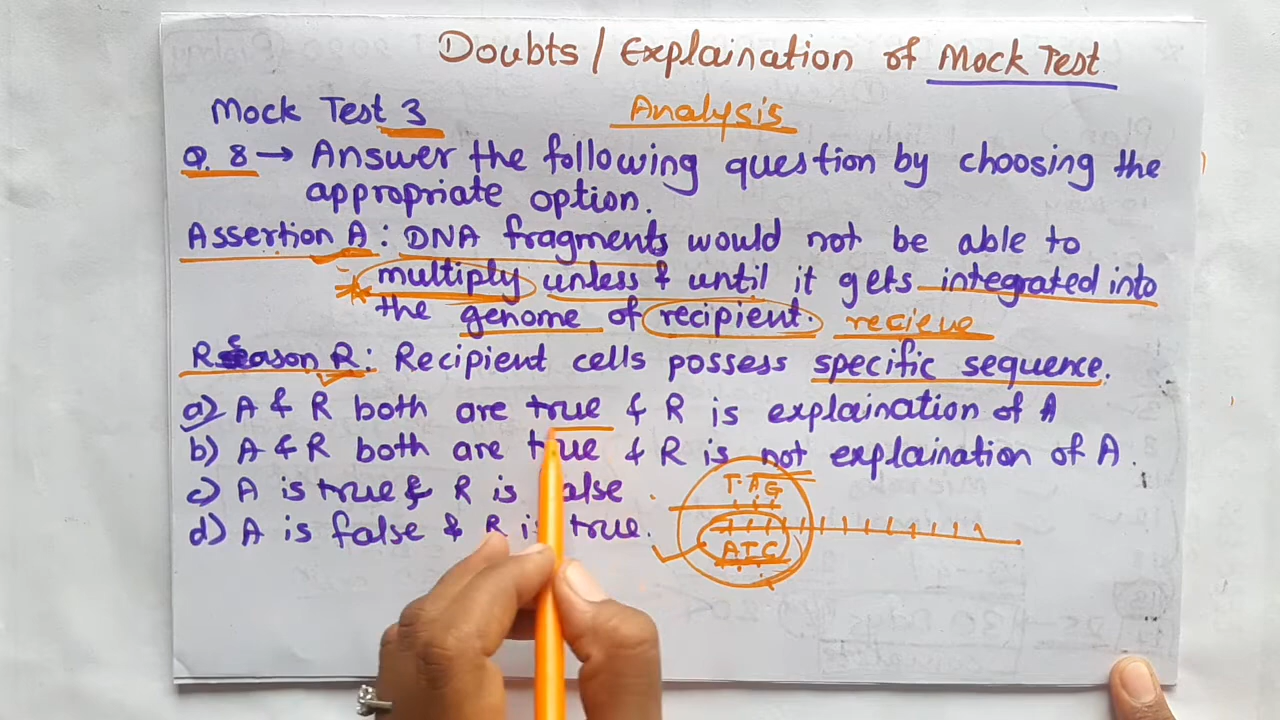 Doubts / Explaination of Mock Test
Mock Test 3 Analysis
Q. 8 → Answer the following question by choosing the
appropriate option.
Assertion A : DNA fragments would not be able to
multiply unless & until it gets integrated into
the genome of recipient. recieve
Reason R : Recipient cells possess specific sequence.
a) A & R both are true & R is explaination of A
b) A & R both are true & R is not explaination of A.
c) A is true & R is false
d) A is false & R is true.
T A G
A T C